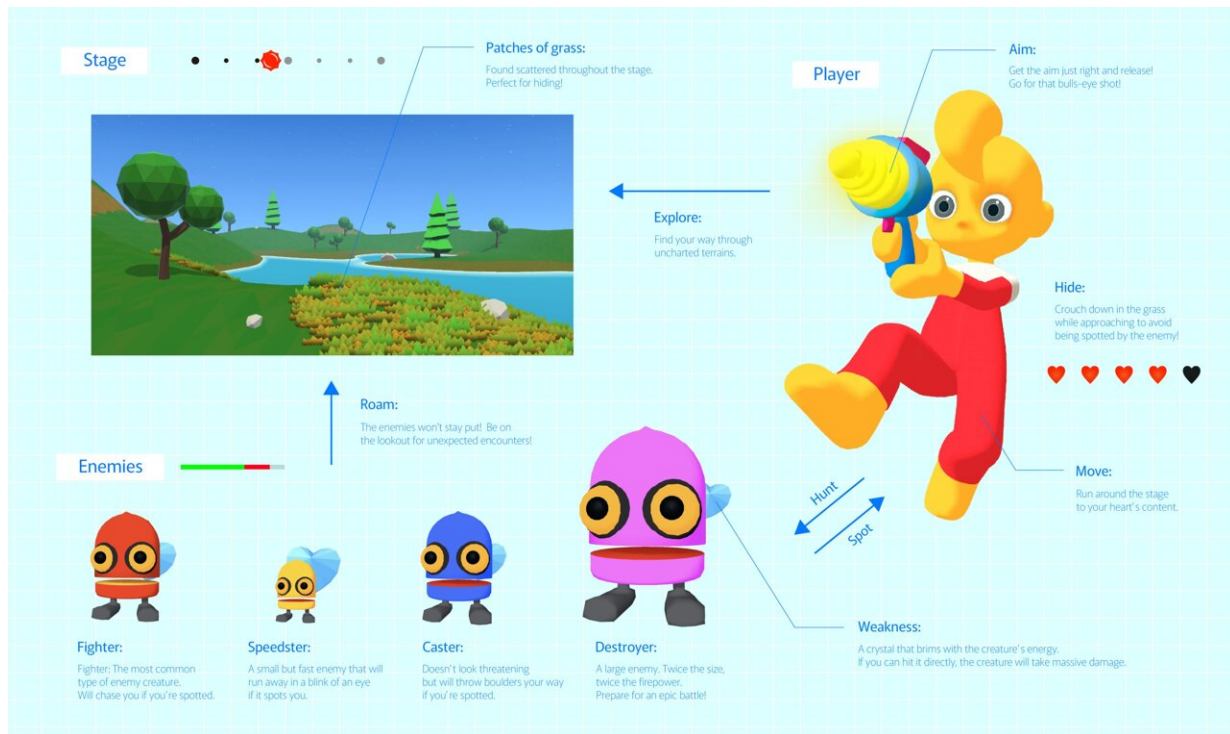 Stage
Patches of grass:
Found scattered throughout the stage.
Perfect for hiding!
Player
Aim:
Get the aim just right and release!
Go for that bulls-eye shot!
Explore:
Find your way through
uncharted terrains.
Hide:
Crouch down in the grass
while approaching to avoid
being spotted by the enemy!
Roam:
The enemies won't stay put! Be on
the lookout for unexpected encounters!
Enemies
Hunt
Spot
Move:
Run around the stage
to your heart's content.
Fighter:
Fighter: The most common
type of enemy creature.
Will chase you if you're spotted.
Speedster:
A small but fast enemy that will
run away in a blink of an eye
if it spots you.
Caster:
Doesn't look threatening
but will throw boulders your way
if you're spotted.
Destroyer:
A large enemy. Twice the size,
twice the firepower.
Prepare for an epic battle!
Weakness:
A crystal that brims with the creature's energy.
If you can hit it directly, the creature will take massive damage.